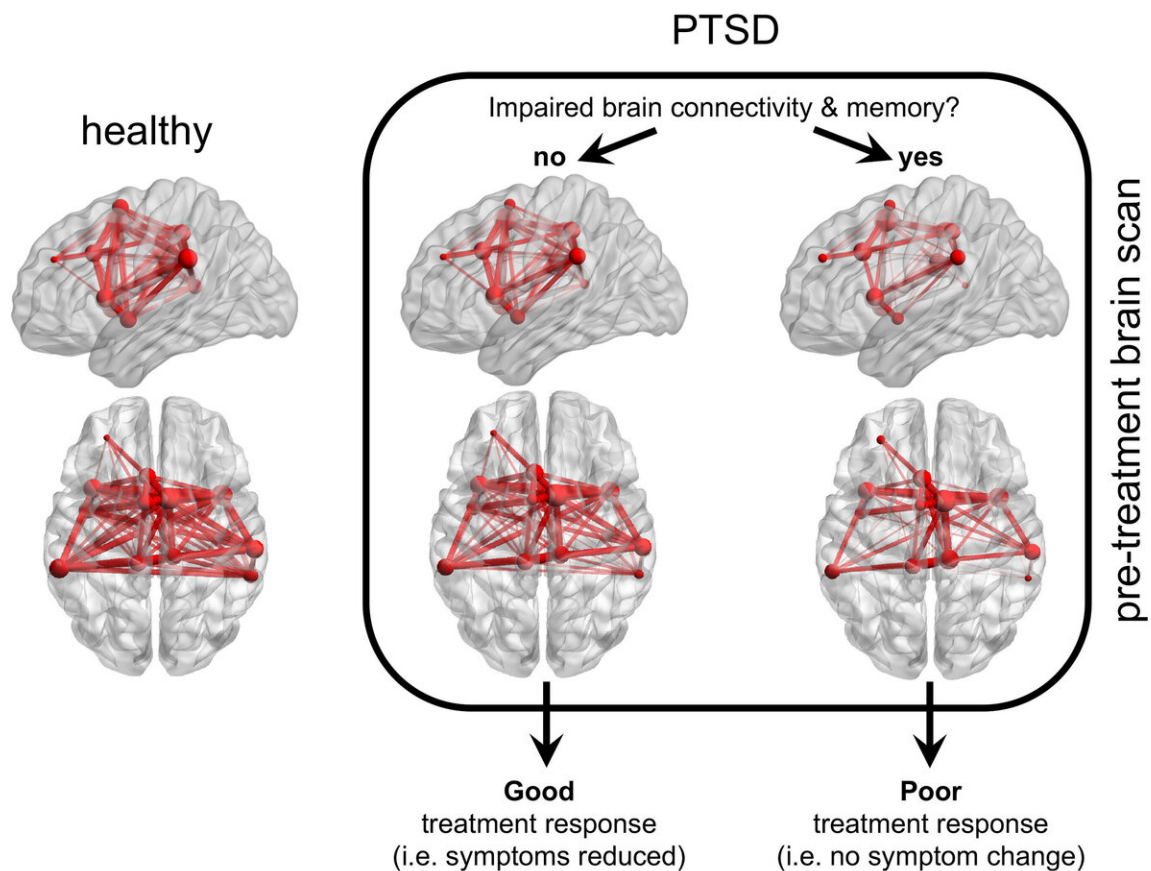 PTSD
healthy
Impaired brain connectivity & memory?
no
yes
pre-treatment brain scan
Good
treatment response
(i.e. symptoms reduced)
Poor
treatment response
(i.e. no symptom change)